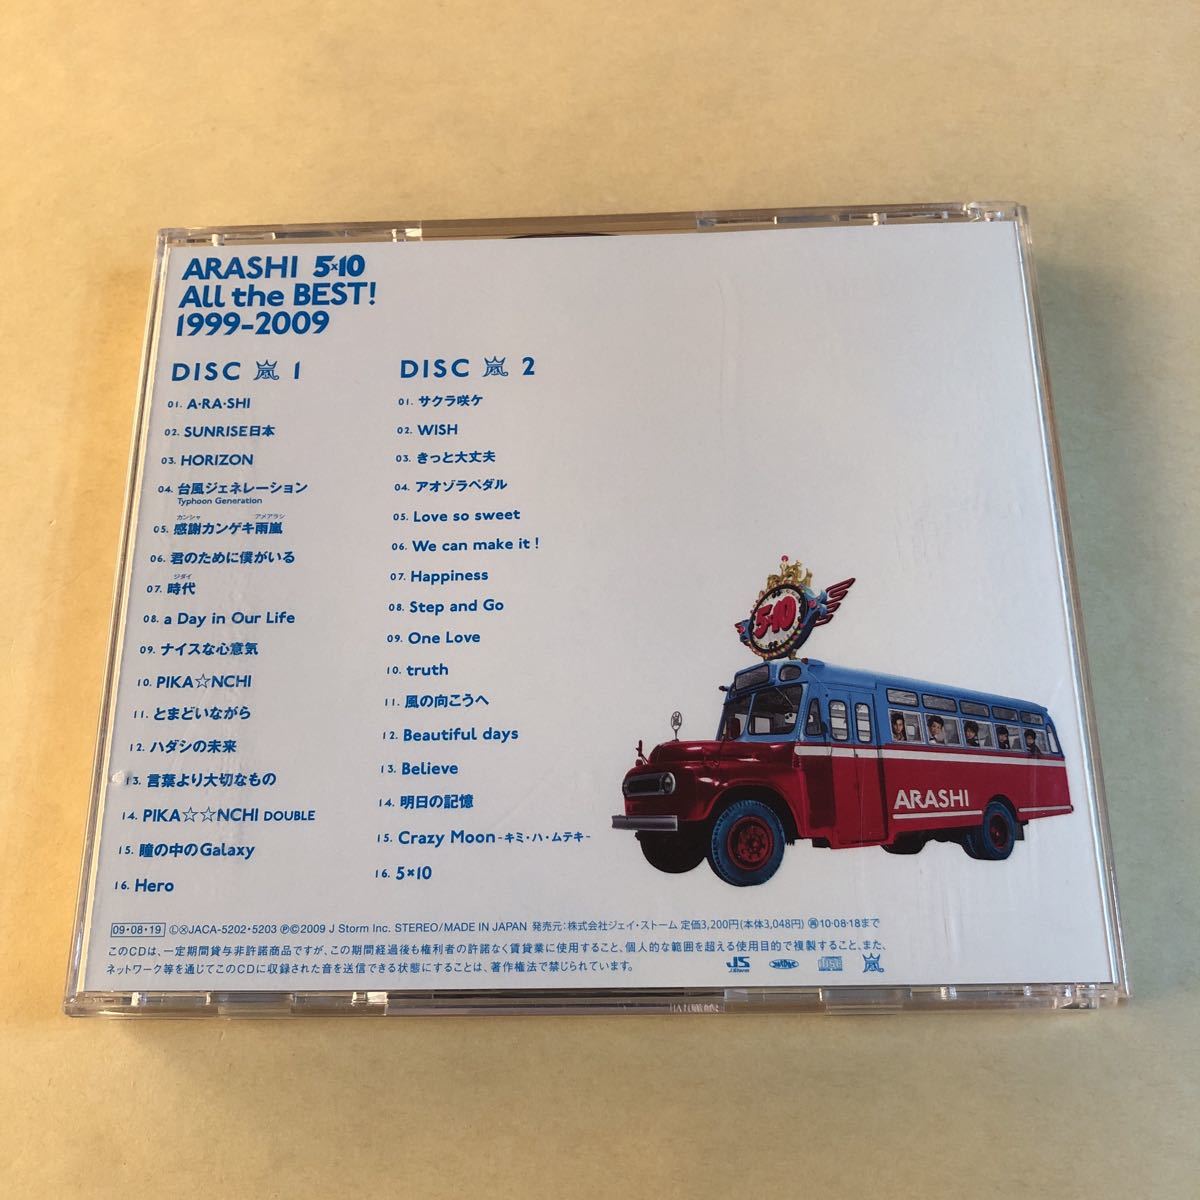 ARASHI 5×10
All the BEST!
1999-2009
DISC 嵐 1
01. A・RA・SHI
02. SUNRISE日本
03. HORIZON
04. 台風ジェネレーション
Typhoon Generation
カンシャ アメアラシ
05. 感謝カンゲキ雨嵐
06. 君のために僕がいる
ジダイ
07. 時代
08. a Day in Our Life
09. ナイスな心意気
10. PIKA☆NCHI
11. とまどいながら
12. ハダシの未来
13. 言葉より大切なもの
14. PIKA☆☆NCHI DOUBLE
15. 瞳の中のGalaxy
16. Hero
DISC 嵐 2
01. サクラ咲ケ
02. WISH
03. きっと大丈夫
04. アオゾラペダル
05. Love so sweet
06. We can make it!
07. Happiness
08. Step and Go
09. One Love
10. truth
11. 風の向こうへ
12. Beautiful days
13. Believe
14. 明日の記憶
15. Crazy Moon -キミ・ハ・ムテキ-
16. 5×10
5×10
嵐
ARASHI
09・08・19 ⓁⓍJACA-5202・5203 ℗©2009 J Storm Inc. STEREO/MADE IN JAPAN 発売元:株式会社ジェイ・ストーム 定価3,200円(本体3,048円) 再10・08・18まで
このCDは、一定期間貸与非許諾商品ですが、この期間経過後も権利者の許諾なく賃貸業に使用すること、個人的な範囲を超える使用目的で複製すること、また、
ネットワーク等を通じてこのCDに収録された音を送信できる状態にすることは、著作権法で禁じられています。
JS
J Storm
嵐